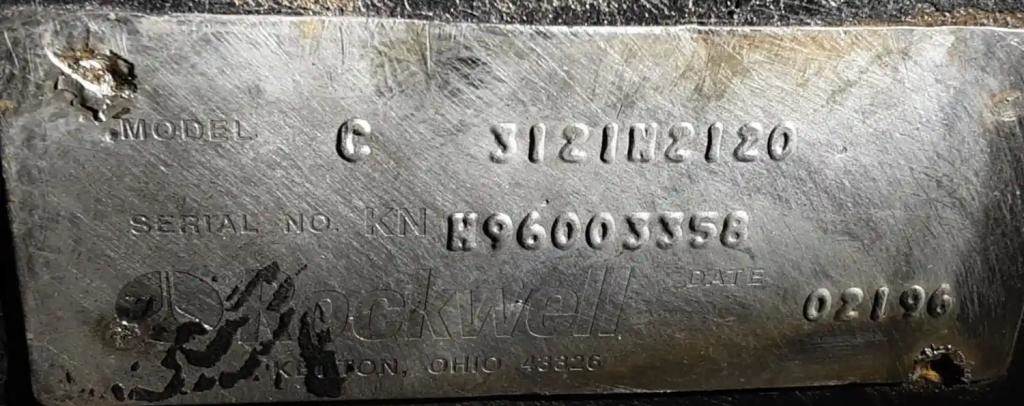 MODEL C 3121N2120
SERIAL NO. KN N96003358
Rockwell DATE 02196
KENTON, OHIO 43326